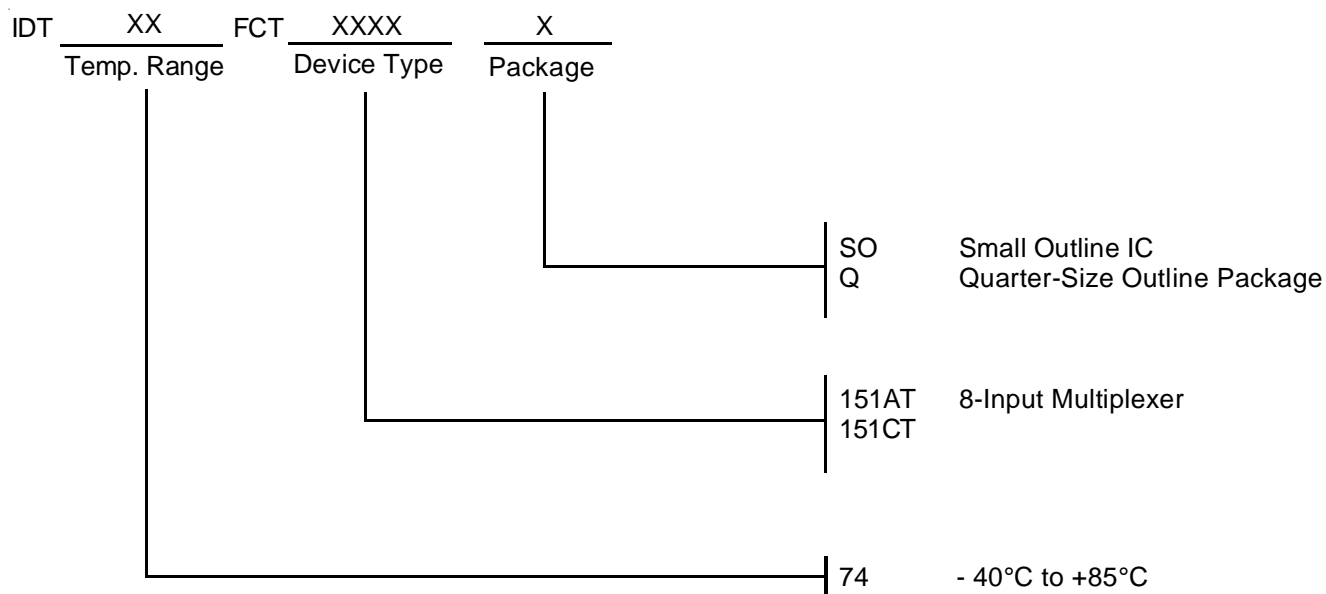 IDT XX FCT XXXX X
Temp. Range Device Type Package
SO Small Outline IC
Q Quarter-Size Outline Package
151AT 8-Input Multiplexer
151CT
74 - 40°C to +85°C